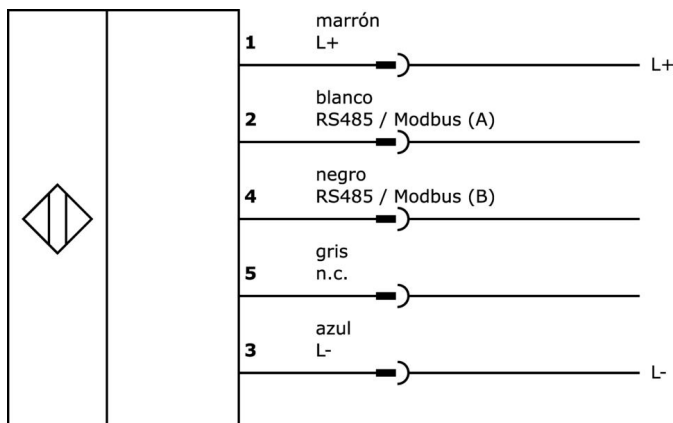 marrón
1
L+
L+
blanco
2
RS485 / Modbus (A)
negro
4
RS485 / Modbus (B)
gris
5
n.c.
azul
3
L-
L-